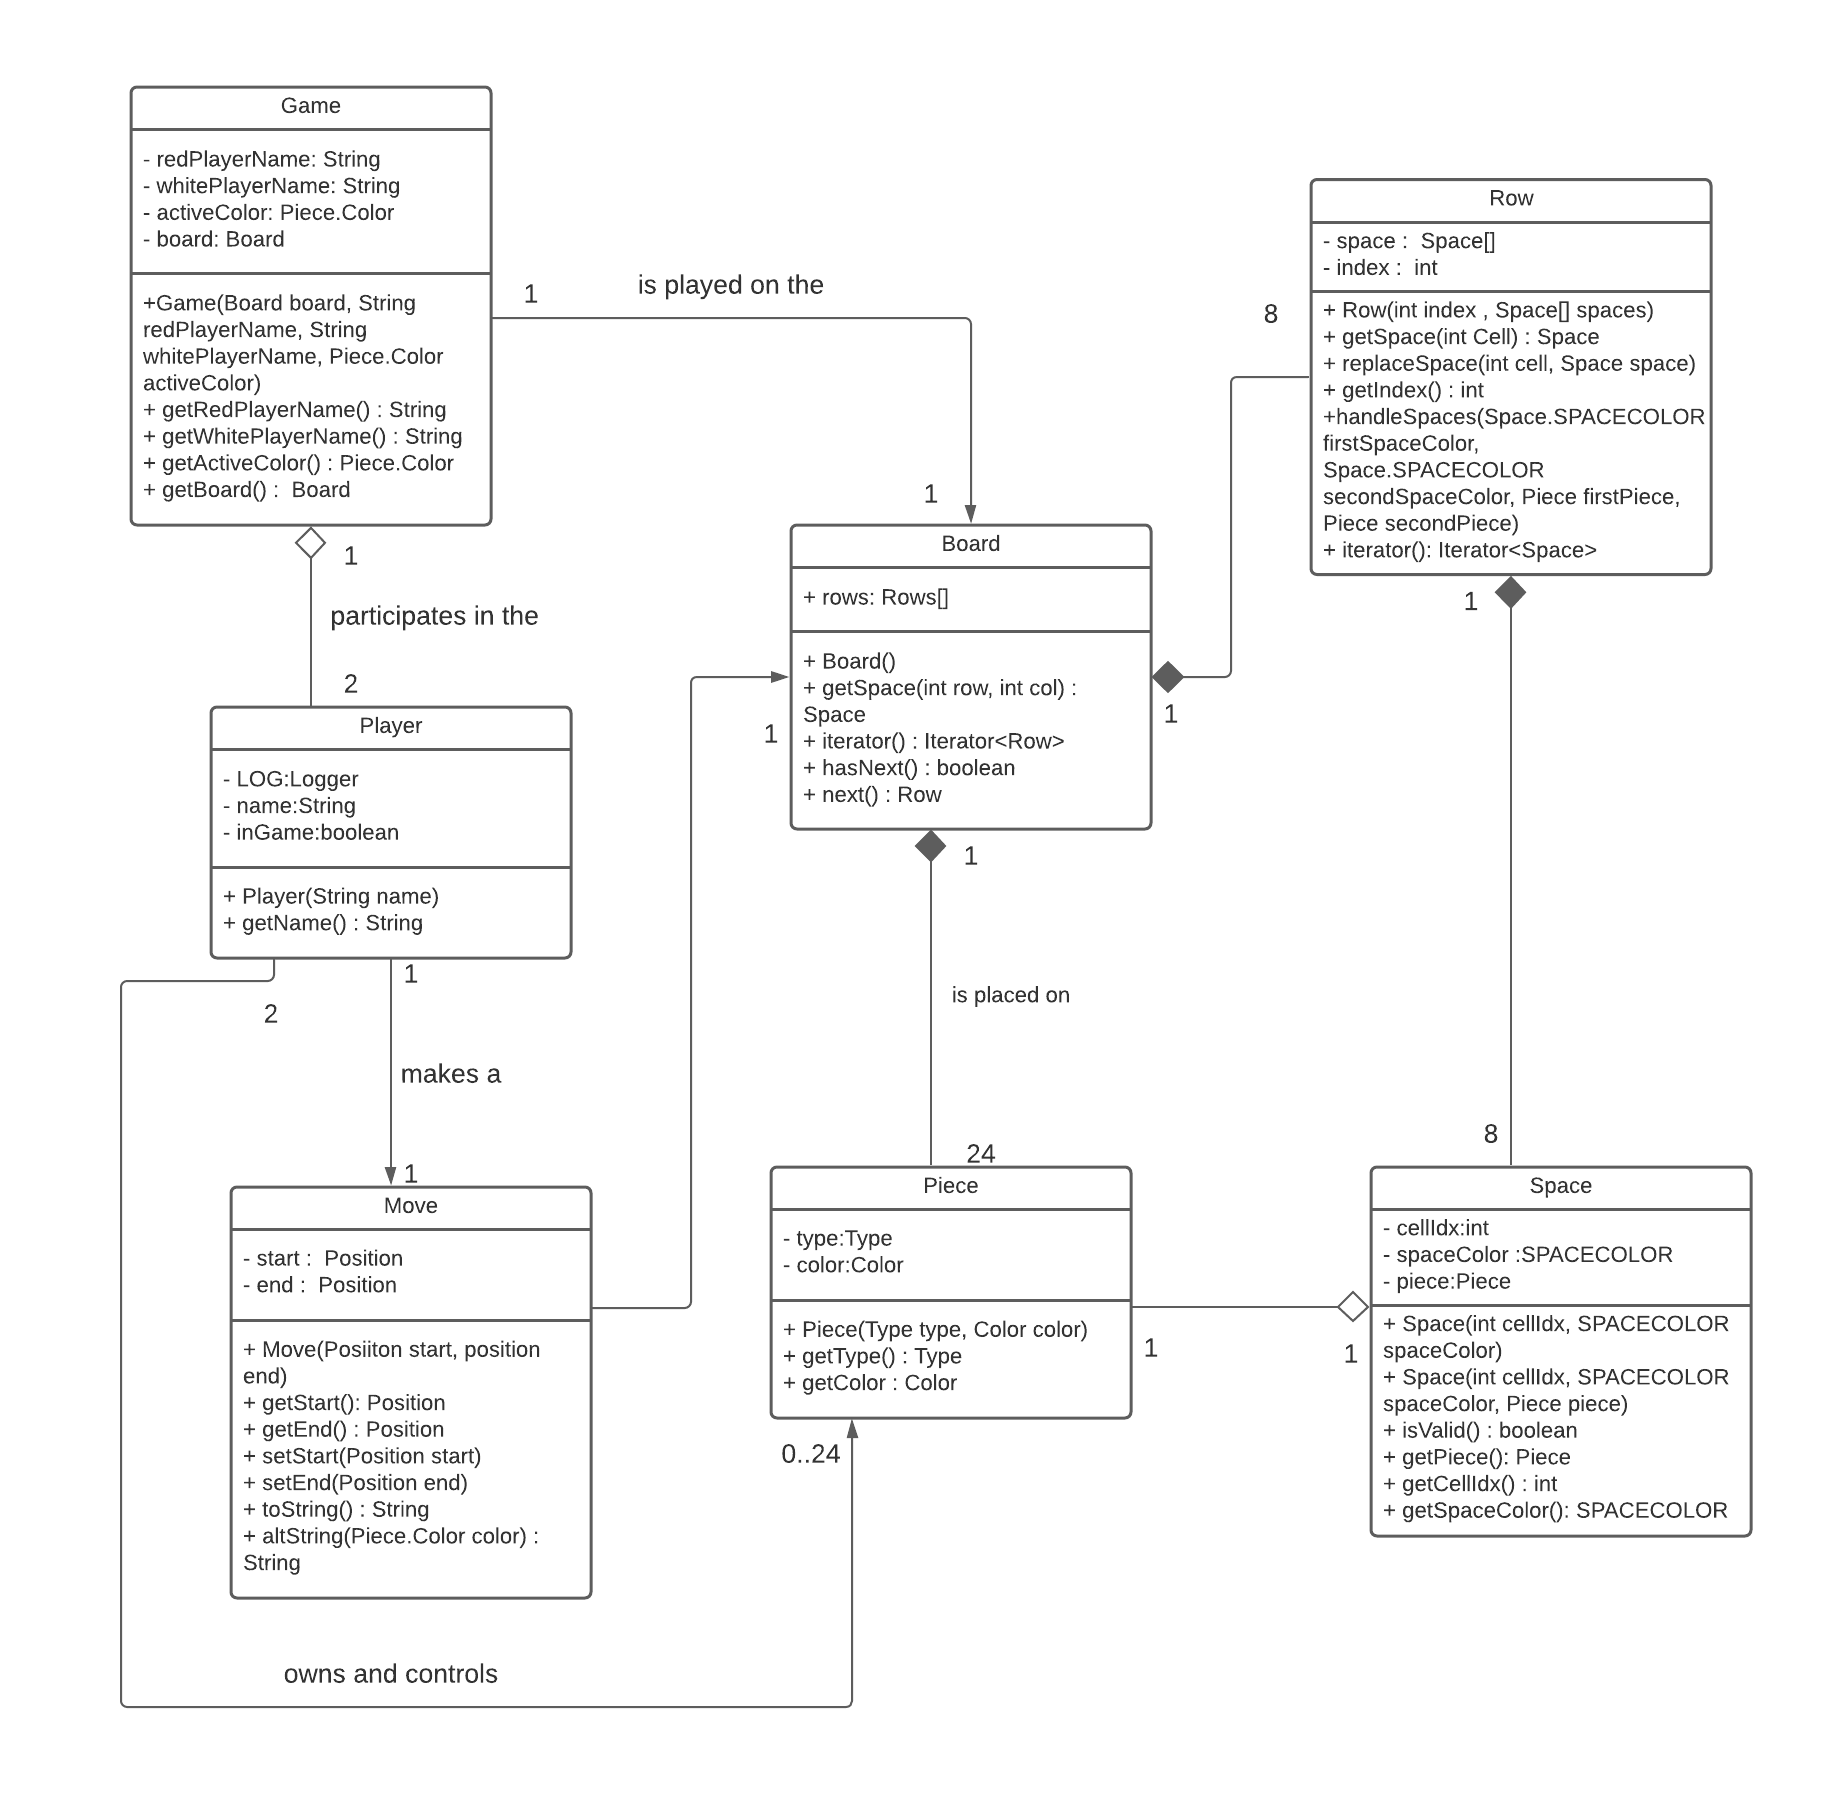 Game
- redPlayerName: String
- whitePlayerName: String
- activeColor: Piece.Color
- board: Board
+Game(Board board, String
redPlayerName, String
whitePlayerName, Piece.Color
activeColor)
+ getRedPlayerName() : String
+ getWhitePlayerName() : String
+ getActiveColor() : Piece.Color
+ getBoard() :  Board
1
is played on the
1
1
participates in the
2
Row
- space :  Space[]
- index :  int
+ Row(int index , Space[] spaces)
+ getSpace(int Cell) : Space
+ replaceSpace(int cell, Space space)
+ getIndex() : int
+handleSpaces(Space.SPACECOLOR
firstSpaceColor,
Space.SPACECOLOR
secondSpaceColor, Piece firstPiece,
Piece secondPiece)
+ iterator(): Iterator<Space>
8
1
Board
+ rows: Rows[]
+ Board()
+ getSpace(int row, int col) :
Space
+ iterator() : Iterator<Row>
+ hasNext() : boolean
+ next() : Row
1
1
1
is placed on
24
Player
- LOG:Logger
- name:String
- inGame:boolean
+ Player(String name)
+ getName() : String
1
2
makes a
1
Move
- start :  Position
- end :  Position
+ Move(Posiiton start, position
end)
+ getStart(): Position
+ getEnd() : Position
+ setStart(Position start)
+ setEnd(Position end)
+ toString() : String
+ altString(Piece.Color color) :
String
Piece
- type:Type
- color:Color
+ Piece(Type type, Color color)
+ getType() : Type
+ getColor : Color
1
1
0..24
8
Space
- cellIdx:int
- spaceColor :SPACECOLOR
- piece:Piece
+ Space(int cellIdx, SPACECOLOR
spaceColor)
+ Space(int cellIdx, SPACECOLOR
spaceColor, Piece piece)
+ isValid() : boolean
+ getPiece(): Piece
+ getCellIdx() : int
+ getSpaceColor(): SPACECOLOR
owns and controls